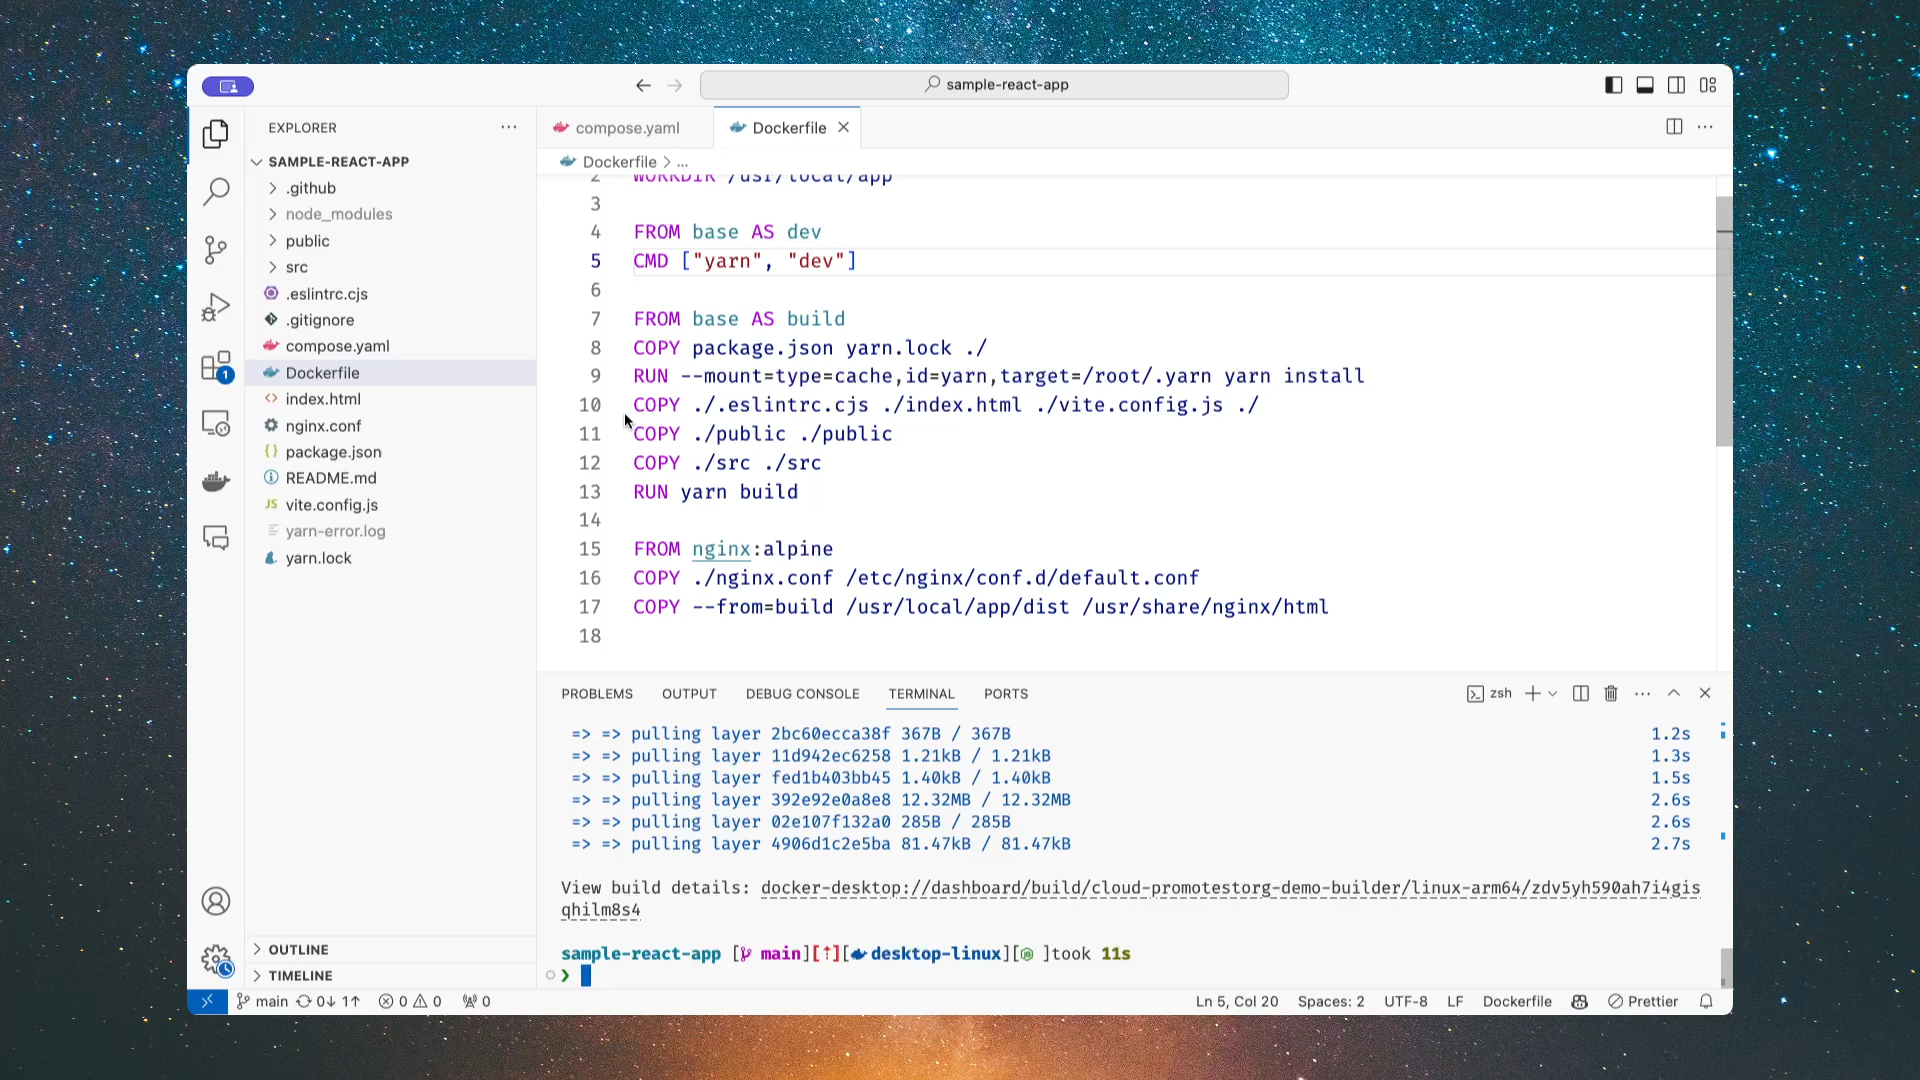 sample-react-app
EXPLORER
SAMPLE-REACT-APP
.github
node_modules
public
src
.eslintrc.cjs
.gitignore
compose.yaml
Dockerfile
index.html
nginx.conf
package.json
README.md
JS vite.config.js
yarn-error.log
yarn.lock
1
OUTLINE
TIMELINE
compose.yaml
Dockerfile
Dockerfile > ...
2 WORKDIR /usr/local/app
3
4 FROM base AS dev
5 CMD ["yarn", "dev"]
6
7 FROM base AS build
8 COPY package.json yarn.lock ./
9 RUN --mount=type=cache,id=yarn,target=/root/.yarn yarn install
10 COPY ./.eslintrc.cjs ./index.html ./vite.config.js ./
11 COPY ./public ./public
12 COPY ./src ./src
13 RUN yarn build
14
15 FROM nginx:alpine
16 COPY ./nginx.conf /etc/nginx/conf.d/default.conf
17 COPY --from=build /usr/local/app/dist /usr/share/nginx/html
18
PROBLEMS OUTPUT DEBUG CONSOLE TERMINAL PORTS zsh
=> => pulling layer 2bc60ecca38f 367B / 367B 1.2s
=> => pulling layer 11d942ec6258 1.21kB / 1.21kB 1.3s
=> => pulling layer fed1b403bb45 1.40kB / 1.40kB 1.5s
=> => pulling layer 392e92e0a8e8 12.32MB / 12.32MB 2.6s
=> => pulling layer 02e107f132a0 285B / 285B 2.6s
=> => pulling layer 4906d1c2e5ba 81.47kB / 81.47kB 2.7s
View build details: docker-desktop://dashboard/build/cloud-promotestorg-demo-builder/linux-arm64/zdv5yh590ah7i4gis
qhilm8s4
sample-react-app [ main][↑][ desktop-linux][ ]took 11s
❯
main 0↓ 1↑ 0 0 0 Ln 5, Col 20 Spaces: 2 UTF-8 LF Dockerfile Prettier